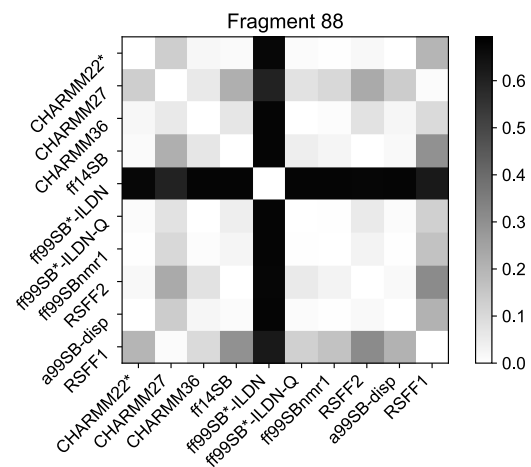 Fragment 88
CHARMM22*
CHARMM27
CHARMM36
ff14SB
ff99SB*-ILDN
ff99SB*-ILDN-Q
ff99SBnmr1
RSFF2
a99SB-disp
RSFF1
CHARMM22*
CHARMM27
CHARMM36
ff14SB
ff99SB*-ILDN
ff99SB*-ILDN-Q
ff99SBnmr1
RSFF2
a99SB-disp
RSFF1
0.6
0.5
0.4
0.3
0.2
0.1
0.0